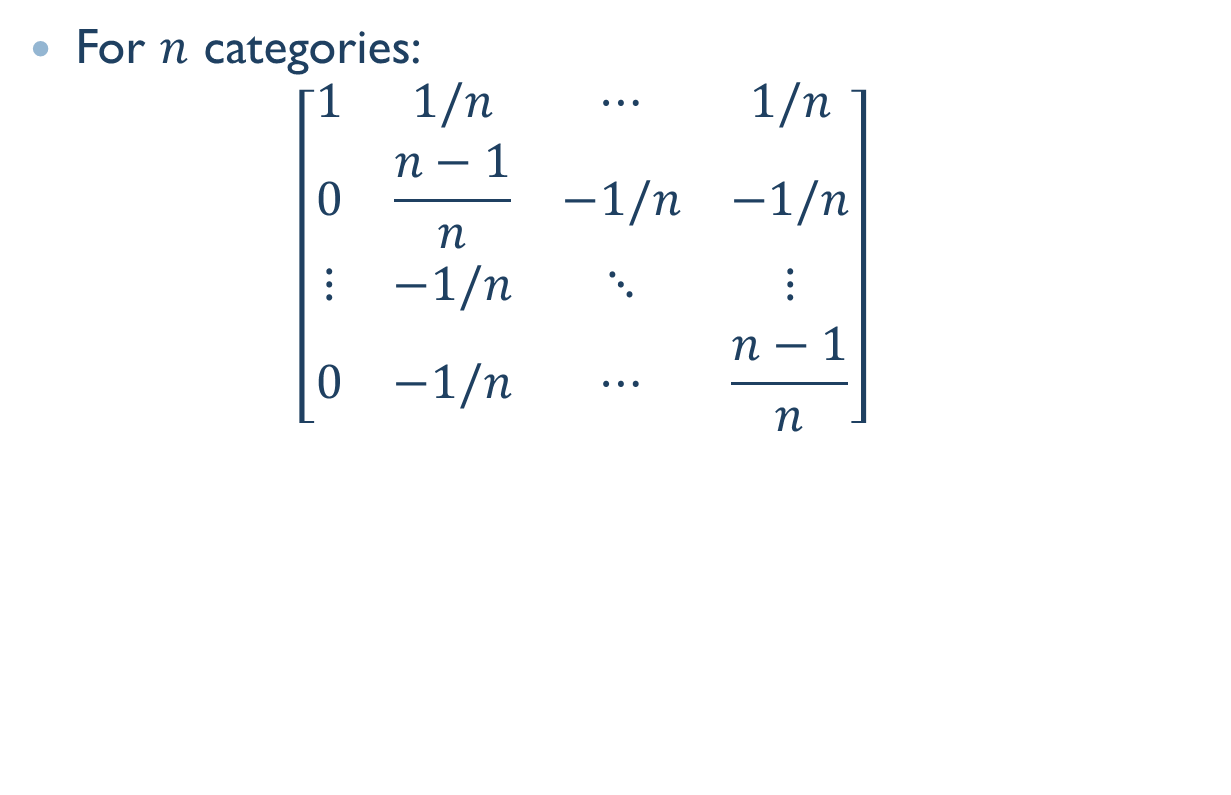 • For n categories:
[1 1/n ⋯ 1/n
0 (n − 1)/n −1/n −1/n
⋮ −1/n ⋱ ⋮
0 −1/n ⋯ (n − 1)/n]